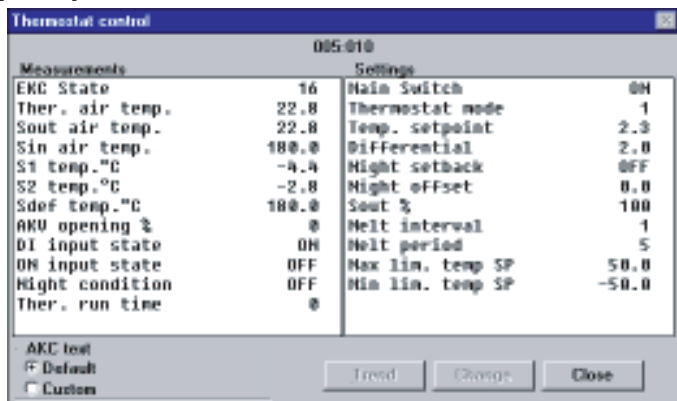 Thermostat control
005:010
Measurements
EKC State 16
Ther. air temp. 22.8
Sout air temp. 22.8
Sin air temp. 180.0
S1 temp."C -4.4
S2 temp.°C -2.8
Sdef temp."C 180.0
AKV opening % 0
DI input state ON
ON input state OFF
Night condition OFF
Ther. run time 0
Settings
Main Switch ON
Thermostat mode 1
Temp. setpoint 2.3
Differential 2.0
Night setback OFF
Night offset 0.0
Sout % 100
Melt interval 1
Melt period 5
Max lim. temp SP 50.0
Min lim. temp SP -50.0
AKC text
Default
Custom
Trend
Change
Close